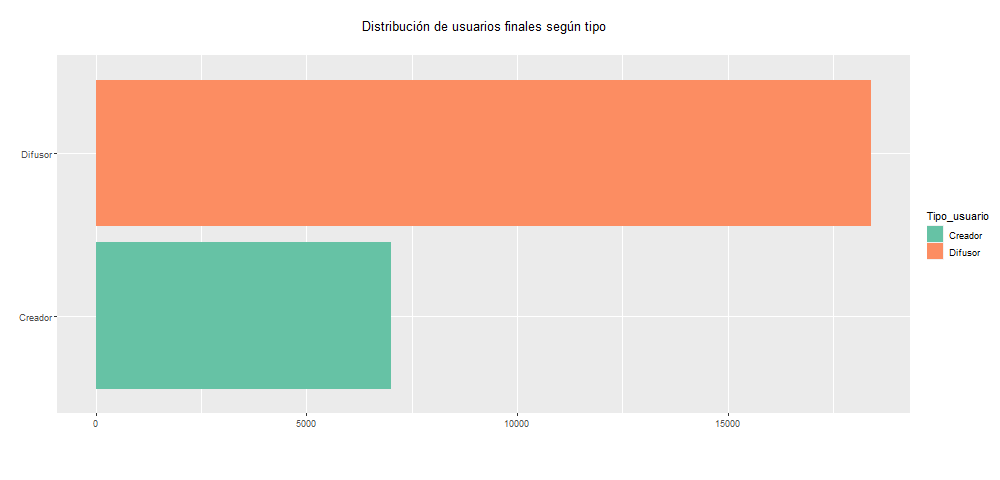 Distribución de usuarios finales según tipo
Difusor
Creador
0
5000
10000
15000
Tipo_usuario
Creador
Difusor